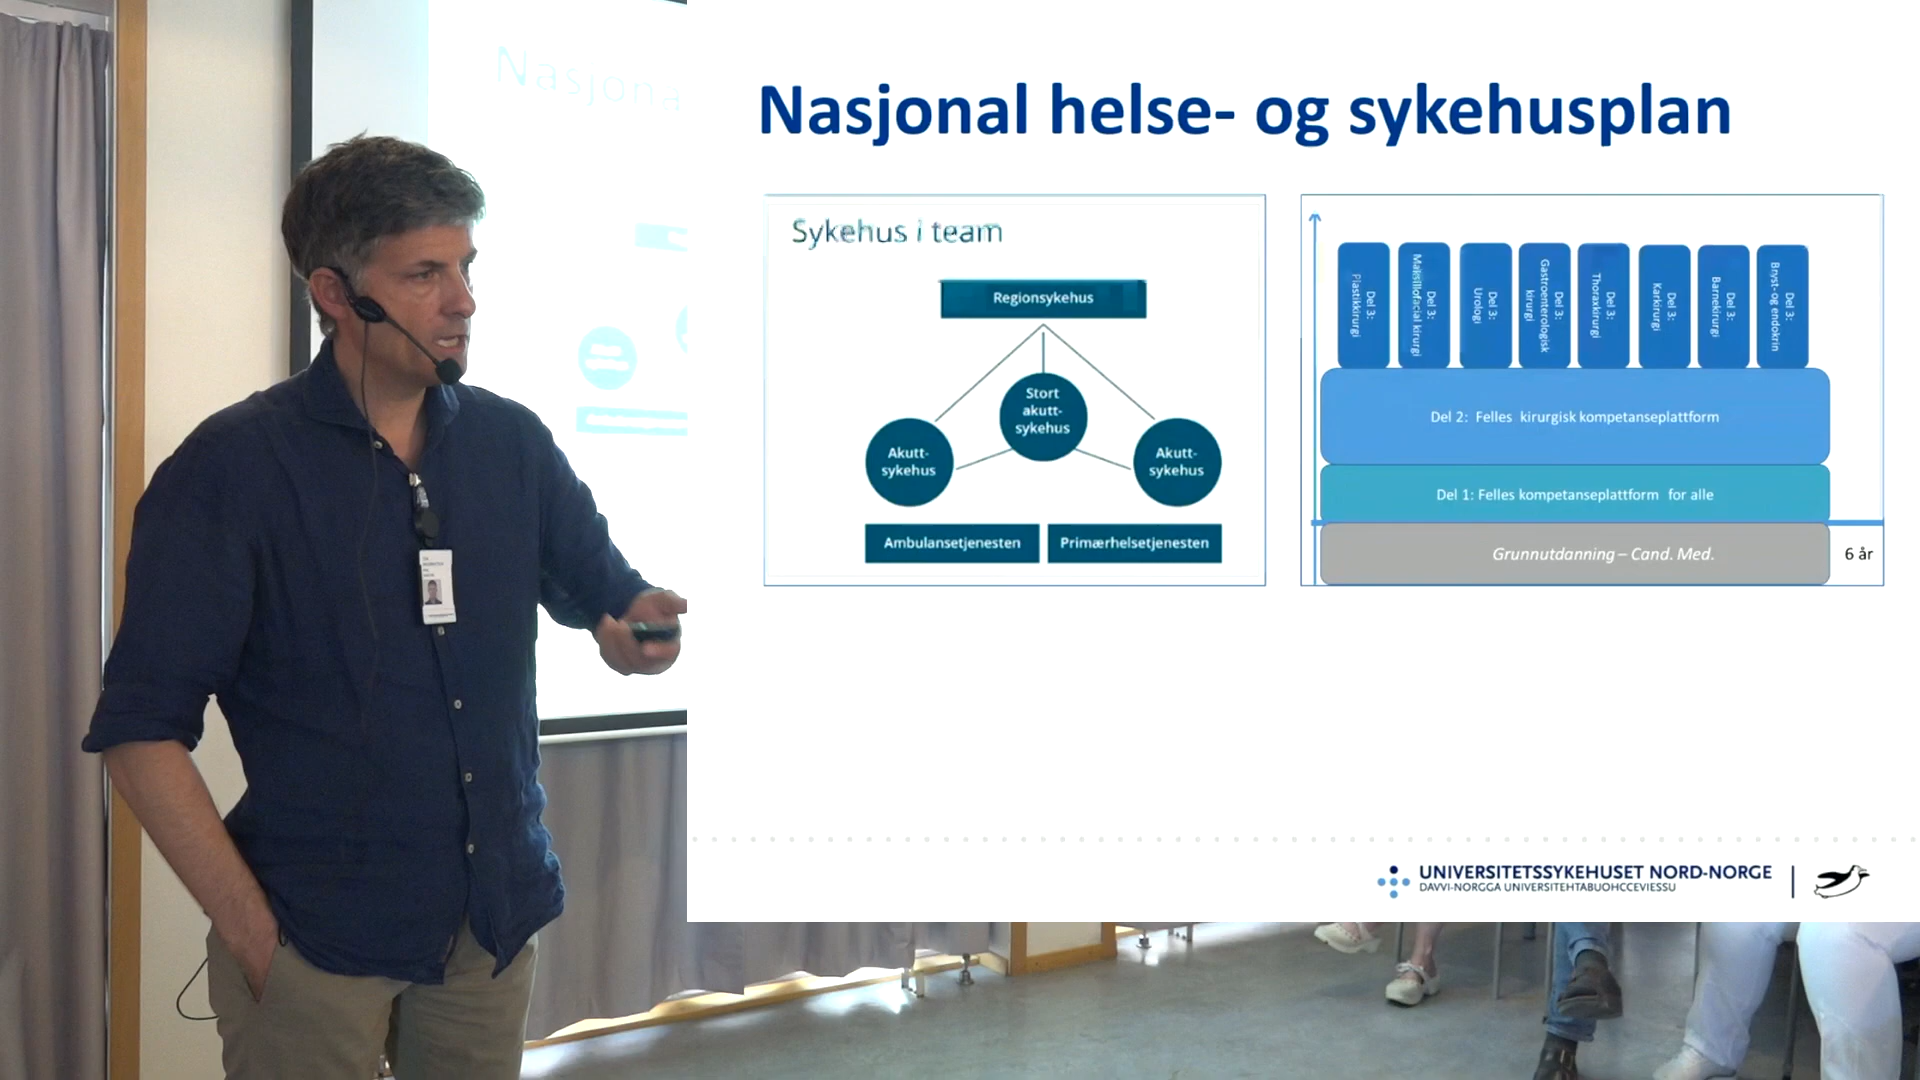 Nasjona
Nasjonal helse- og sykehusplan
Sykehus i team
Regionsykehus
Stort
akutt-
sykehus
Akutt-
sykehus
Akutt-
sykehus
Ambulansetjenesten
Primærhelsetjenesten
Del 3:
Plastikkirurgi
Del 3:
Maksillofacial kirurgi
Del 3:
Urologi
Del 3:
Gastroenterologisk
kirurgi
Del 3:
Thoraxkirurgi
Del 3:
Karkirurgi
Del 3:
Barnekirurgi
Del 3:
Bryst- og endokrin
Del 2: Felles kirurgisk kompetanseplattform
Del 1: Felles kompetanseplattform for alle
Grunnutdanning – Cand. Med.
6 år
UNIVERSITETSSYKEHUSET NORD-NORGE
DAVVI-NORGGA UNIVERSITEHTABUOHCCEVIESSU